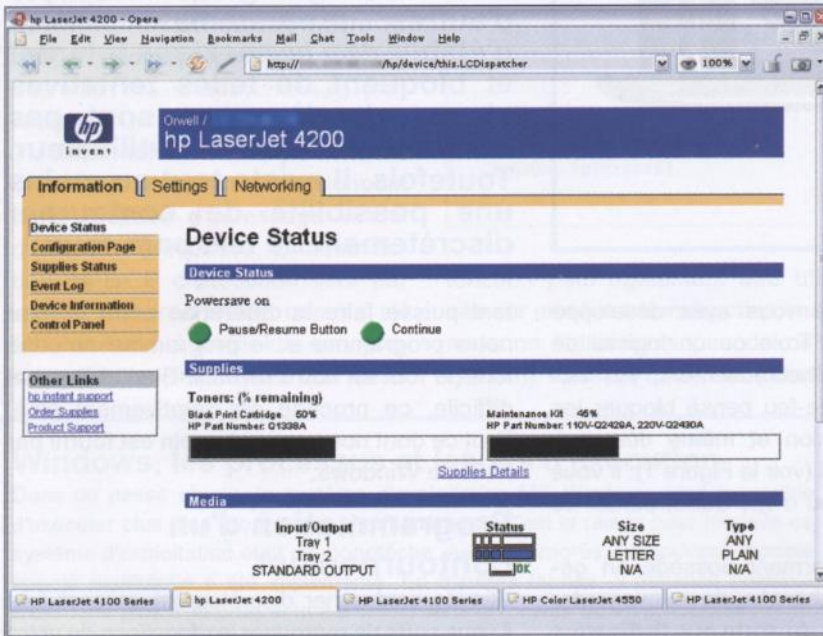 hp LaserJet 4200 - Opera
File Edit View Navigation Bookmarks Mail Chat Tools Window Help
http:// /hp/device/this.LCDispatcher 100%
hp
invent
Orwell /
hp LaserJet 4200
Information Settings Networking
Device Status
Configuration Page
Supplies Status
Event Log
Device Information
Control Panel
Other Links
hp instant support
Order Supplies
Product Support
Device Status
Device Status
Powersave on
Pause/Resume Button Continue
Supplies
Toners: (% remaining)
Black Print Cartridge 50%
HP Part Number: Q1338A
Maintenance Kit 46%
HP Part Number: 110V-Q2429A, 220V-Q2430A
Supplies Details
Media
Input/Output Status Size Type
Tray 1 ANY SIZE ANY
Tray 2 LETTER PLAIN
STANDARD OUTPUT OK N/A N/A
HP LaserJet 4100 Series hp LaserJet 4200 HP LaserJet 4100 Series HP Color LaserJet 4550 HP LaserJet 4100 Series